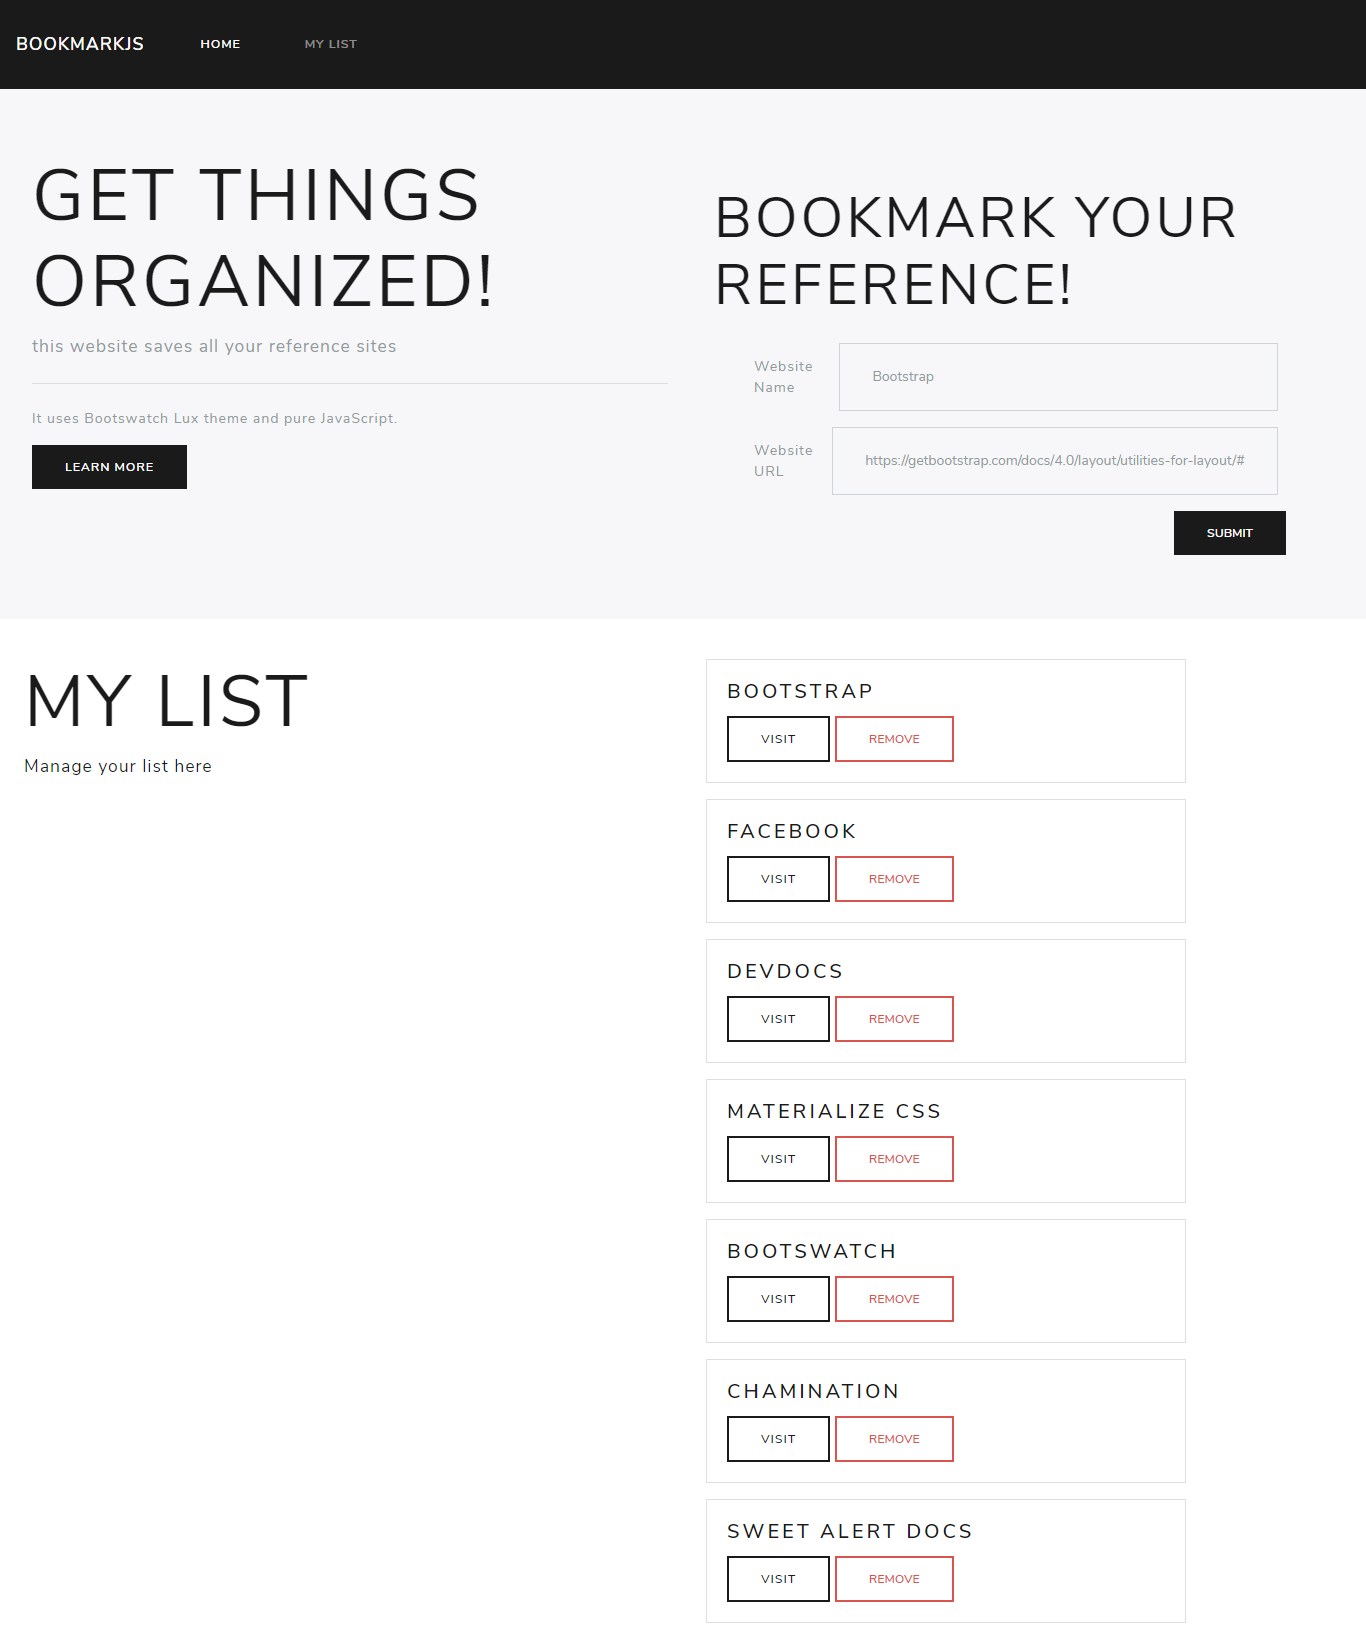 BOOKMARKJS HOME MY LIST
GET THINGS
ORGANIZED!
this website saves all your reference sites
It uses Bootswatch Lux theme and pure JavaScript.
LEARN MORE
BOOKMARK YOUR
REFERENCE!
Website
Name
Bootstrap
Website
URL
https://getbootstrap.com/docs/4.0/layout/utilities-for-layout/#
SUBMIT
MY LIST
Manage your list here
BOOTSTRAP
VISIT REMOVE
FACEBOOK
VISIT REMOVE
DEVDOCS
VISIT REMOVE
MATERIALIZE CSS
VISIT REMOVE
BOOTSWATCH
VISIT REMOVE
CHAMINATION
VISIT REMOVE
SWEET ALERT DOCS
VISIT REMOVE